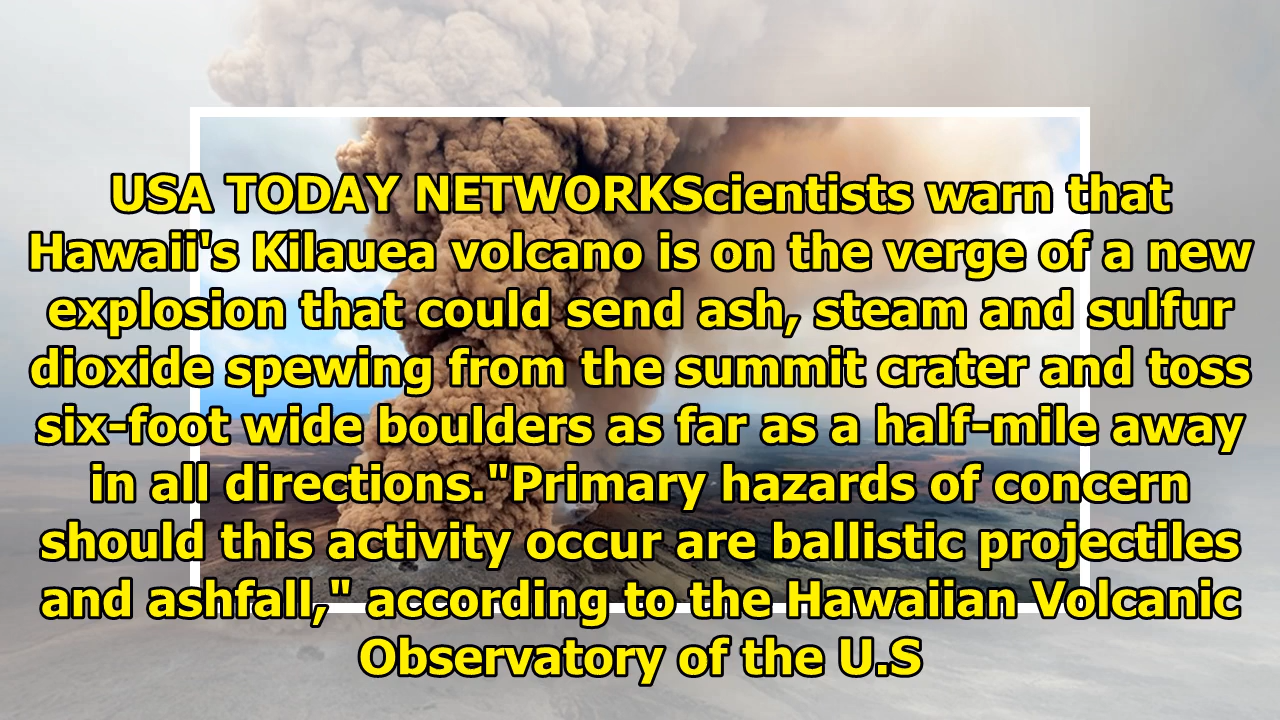 USA TODAY NETWORKScientists warn that
Hawaii's Kilauea volcano is on the verge of a new
explosion that could send ash, steam and sulfur
dioxide spewing from the summit crater and toss
six-foot wide boulders as far as a half-mile away
in all directions."Primary hazards of concern
should this activity occur are ballistic projectiles
and ashfall," according to the Hawaiian Volcanic
Observatory of the U.S